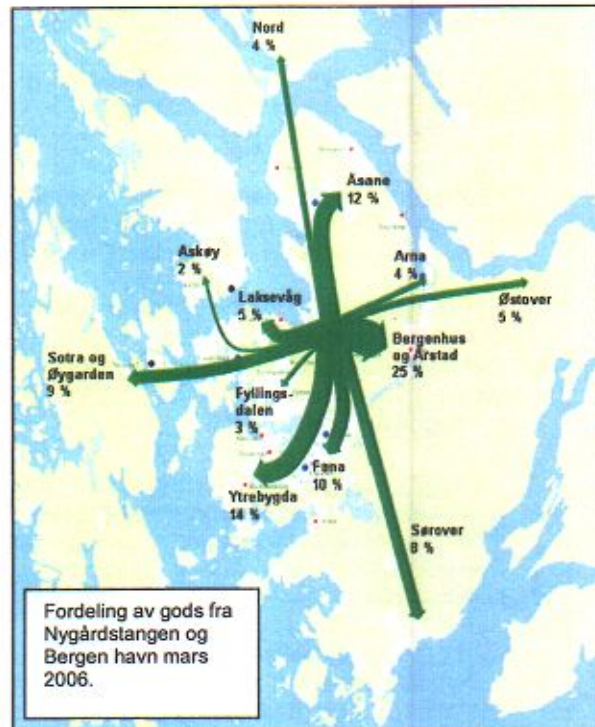 Nord
4 %
Åsane
12 %
Askøy
2 %
Arna
4 %
Laksevåg
5 %
Østover
5 %
Sotra og
Øygarden
9 %
Bergenhus
og Årstad
25 %
Fyllings-
dalen
3 %
Fana
10 %
Ytrebygda
14 %
Sørover
8 %
Fordeling av gods fra
Nygårdstangen og
Bergen havn mars
2006.